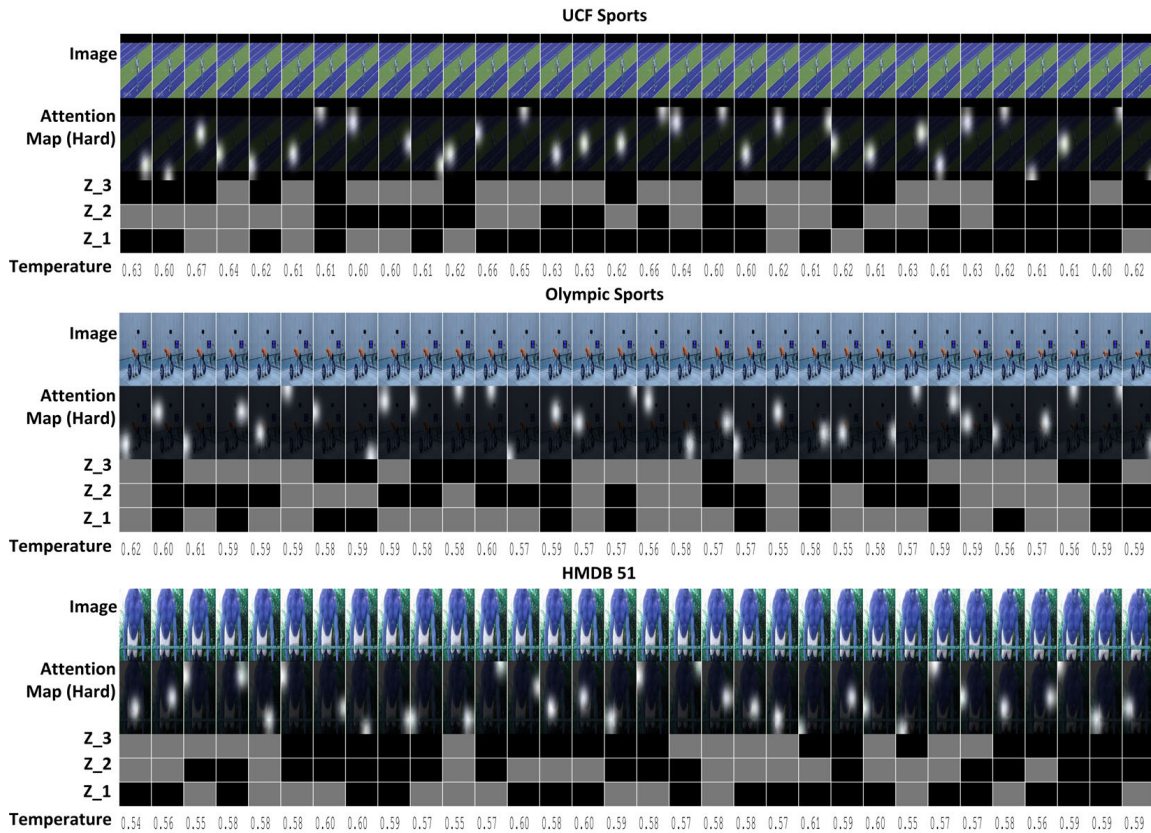 UCF Sports
Image
Attention
Map (Hard)
Z_3
Z_2
Z_1
Temperature 0.63 0.60 0.67 0.64 0.62 0.61 0.61 0.60 0.60 0.61 0.62 0.66 0.65 0.63 0.63 0.62 0.66 0.64 0.60 0.60 0.62 0.61 0.62 0.61 0.63 0.61 0.63 0.62 0.61 0.61 0.60 0.62
Olympic Sports
Image
Attention
Map (Hard)
Z_3
Z_2
Z_1
Temperature 0.62 0.60 0.61 0.59 0.59 0.59 0.58 0.58 0.59 0.58 0.58 0.60 0.57 0.59 0.57 0.57 0.56 0.58 0.57 0.57 0.55 0.58 0.55 0.58 0.57 0.59 0.59 0.56 0.57 0.56 0.59 0.59
HMDB 51
Image
Attention
Map (Hard)
Z_3
Z_2
Z_1
Temperature 0.54 0.56 0.55 0.58 0.58 0.58 0.60 0.60 0.59 0.57 0.55 0.57 0.60 0.58 0.60 0.59 0.56 0.57 0.58 0.56 0.57 0.61 0.59 0.60 0.55 0.57 0.57 0.58 0.56 0.59 0.59 0.59